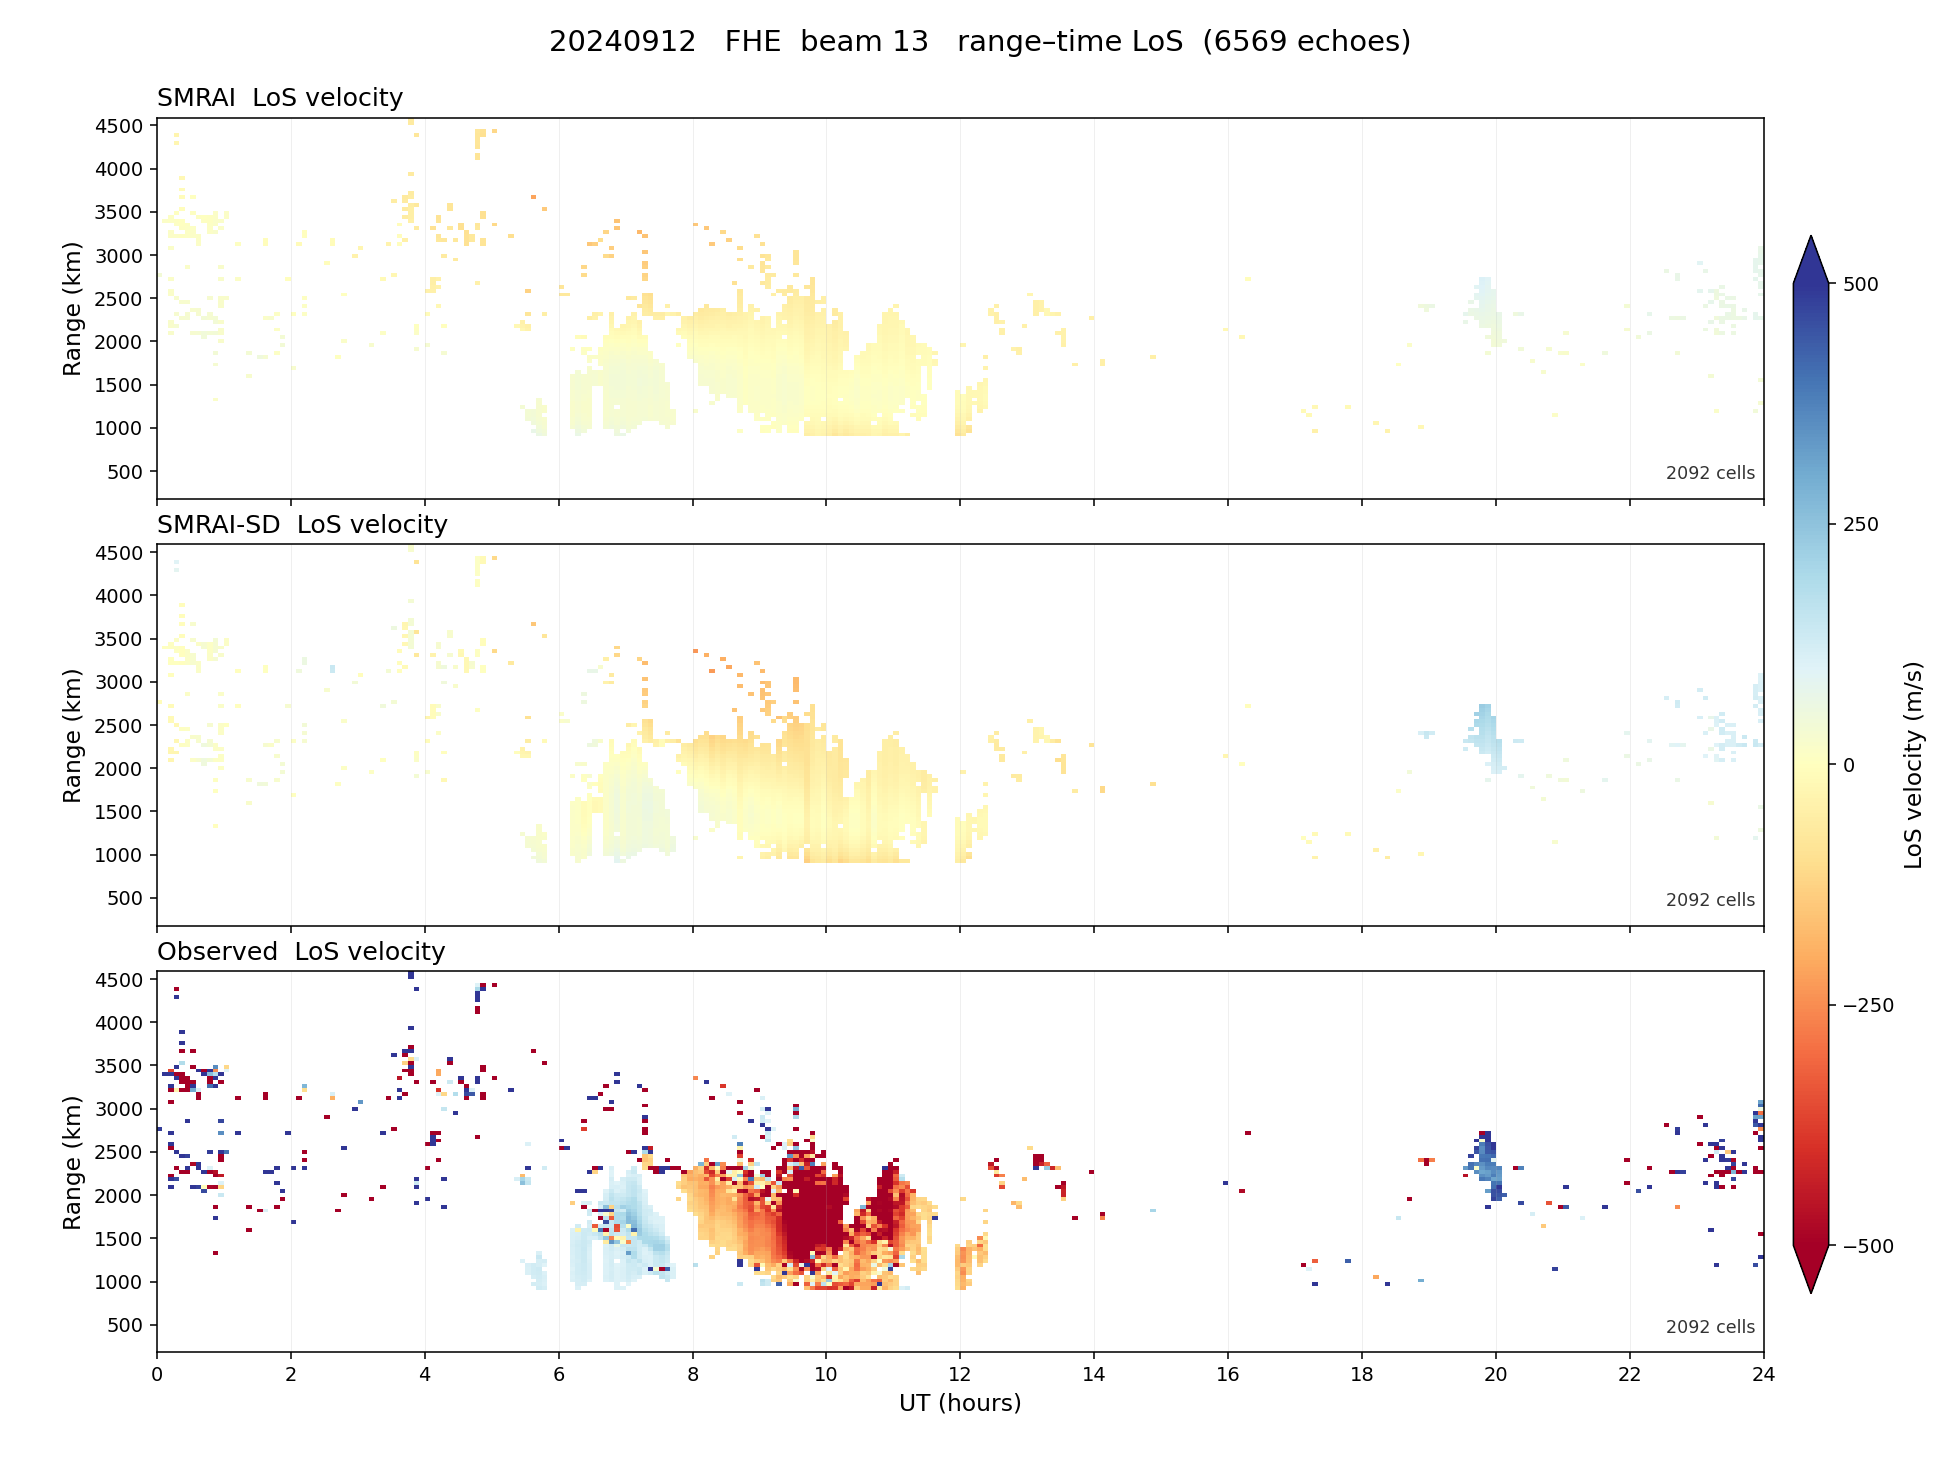 20240912   FHE  beam 13   range–time LoS  (6569 echoes)
SMRAI  LoS velocity
4500
4000
3500
3000
2500
2000
1500
1000
500
Range (km)
2092 cells
SMRAI-SD  LoS velocity
4500
4000
3500
3000
2500
2000
1500
1000
500
Range (km)
2092 cells
Observed  LoS velocity
4500
4000
3500
3000
2500
2000
1500
1000
500
Range (km)
2092 cells
0 2 4 6 8 10 12 14 16 18 20 22 24
UT (hours)
500
250
0
−250
−500
LoS velocity (m/s)